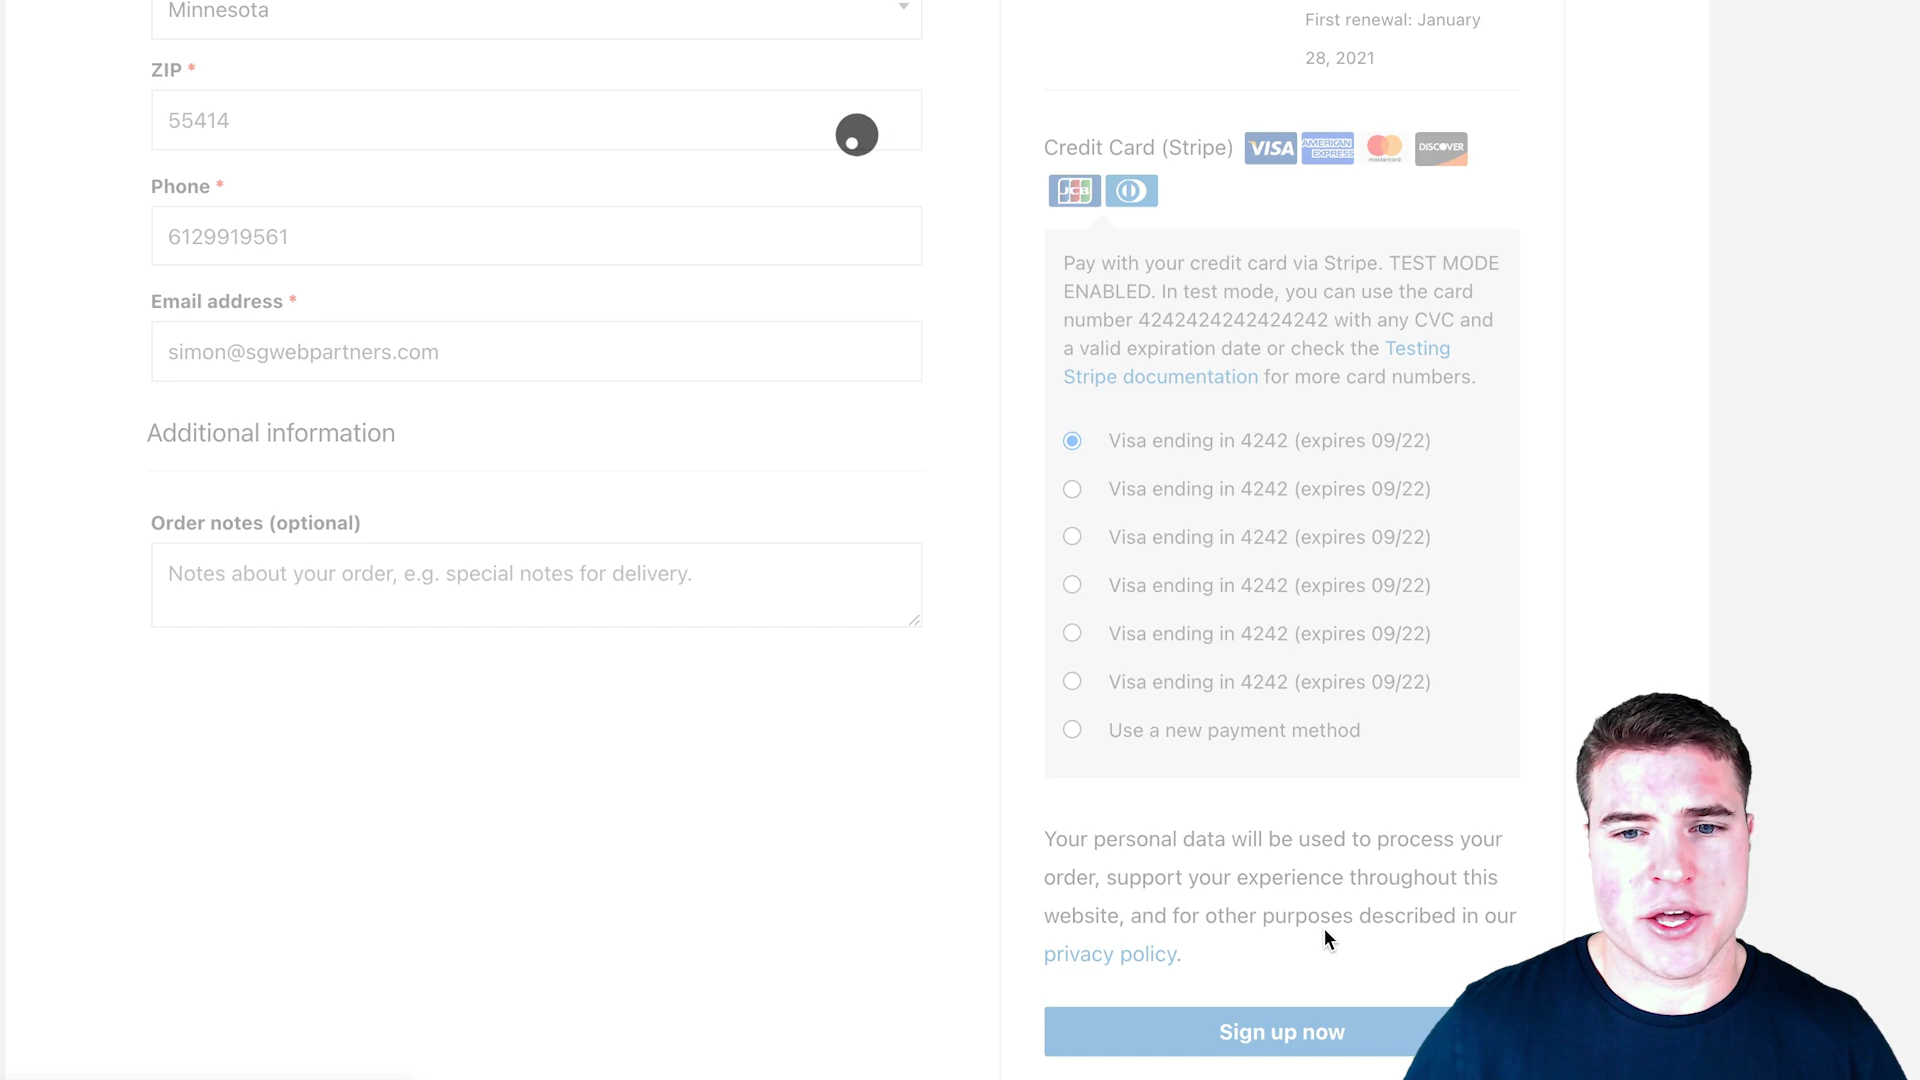 Minnesota
ZIP *
55414
Phone *
6129919561
Email address *
simon@sgwebpartners.com
Additional information
Order notes (optional)
Notes about your order, e.g. special notes for delivery.
First renewal: January
28, 2021
Credit Card (Stripe) VISA AMERICAN EXPRESS mastercard DISCOVER
JCB
Pay with your credit card via Stripe. TEST MODE
ENABLED. In test mode, you can use the card
number 4242424242424242 with any CVC and
a valid expiration date or check the Testing
Stripe documentation for more card numbers.
Visa ending in 4242 (expires 09/22)
Visa ending in 4242 (expires 09/22)
Visa ending in 4242 (expires 09/22)
Visa ending in 4242 (expires 09/22)
Visa ending in 4242 (expires 09/22)
Visa ending in 4242 (expires 09/22)
Use a new payment method
Your personal data will be used to process your
order, support your experience throughout this
website, and for other purposes described in our
privacy policy.
Sign up now